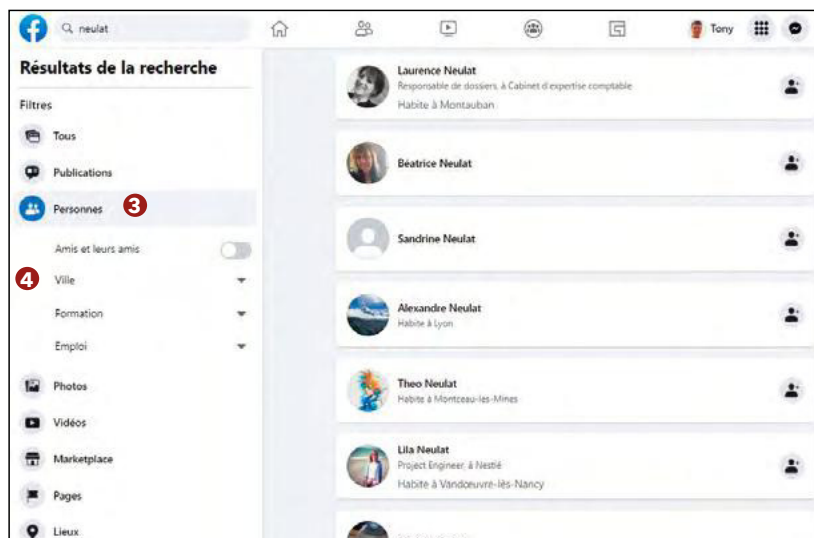 neulat
Tony
Résultats de la recherche
Filtres
Tous
Publications
Personnes 3
Amis et leurs amis
4 Ville
Formation
Emploi
Photos
Vidéos
Marketplace
Pages
Lieux
Laurence Neulat
Responsable de dossiers, à Cabinet d'expertise comptable
Habite à Montauban
Béatrice Neulat
Sandrine Neulat
Alexandre Neulat
Habite à Lyon
Theo Neulat
Habite à Montceau-les-Mines
Lila Neulat
Project Engineer, à Nestlé
Habite à Vandœuvre-lès-Nancy